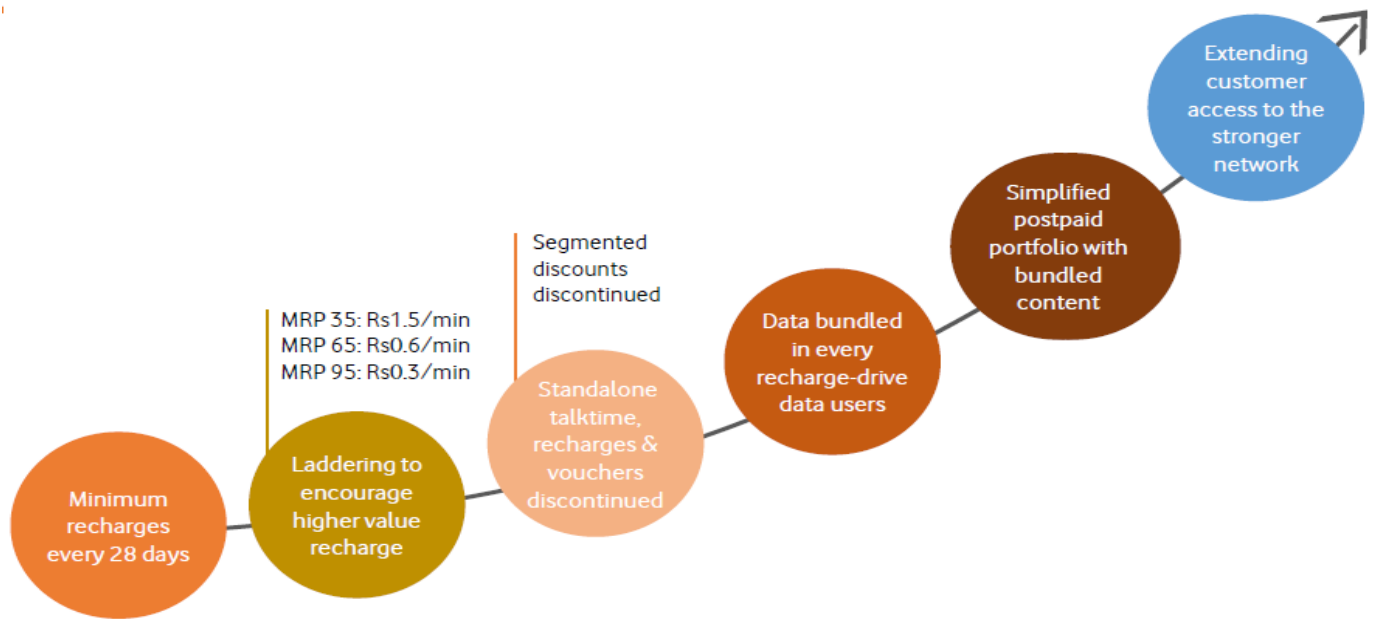 Minimum
recharges
every 28 days
MRP 35: Rs1.5/min
MRP 65: Rs0.6/min
MRP 95: Rs0.3/min
Laddering to
encourage
higher value
recharge
Segmented
discounts
discontinued
Standalone
talktime,
recharges &
vouchers
discontinued
Data bundled
in every
recharge-drive
data users
Simplified
postpaid
portfolio with
bundled
content
Extending
customer
access to the
stronger
network